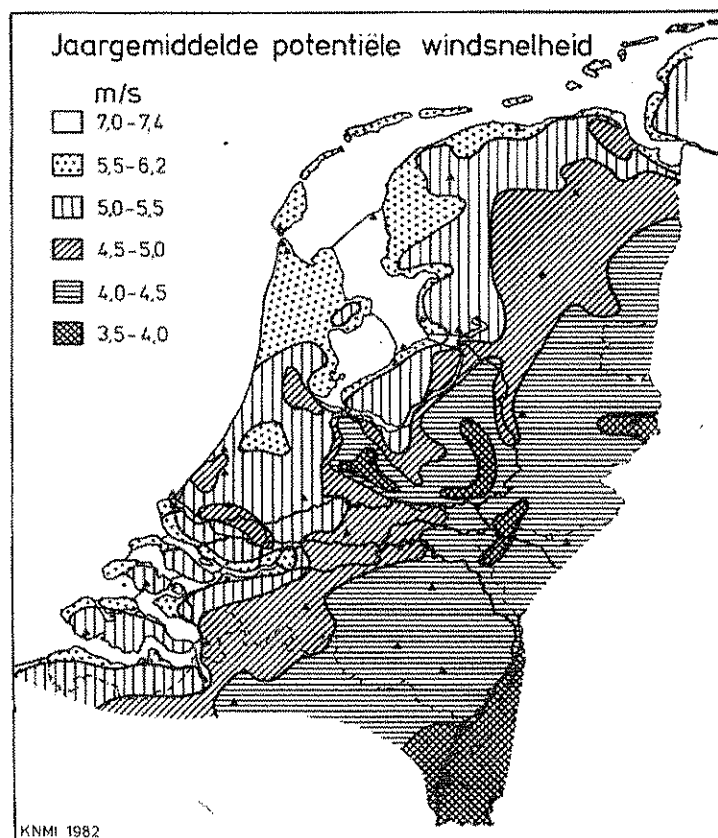 Jaargemiddelde potentiële windsnelheid
m/s
7,0-7,4
5,5-6,2
5,0-5,5
4,5-5,0
4,0-4,5
3,5-4,0
KNMI 1982